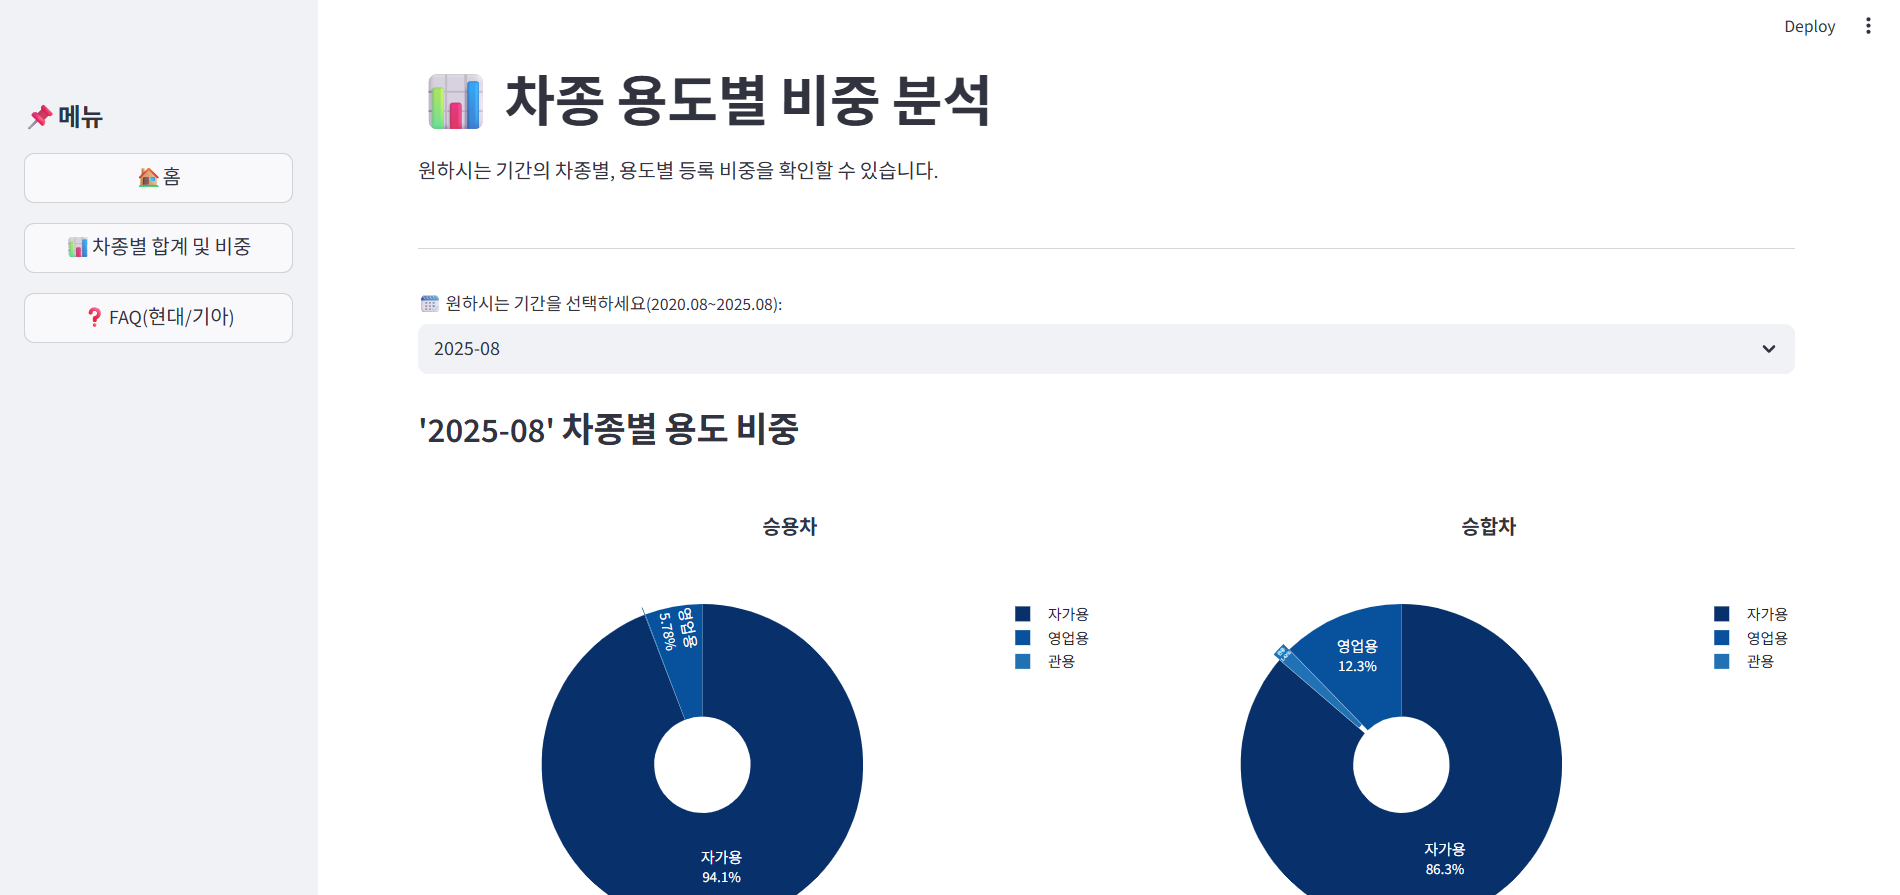 Deploy
메뉴
홈
차종별 합계 및 비중
FAQ(현대/기아)
차종 용도별 비중 분석
원하시는 기간의 차종별, 용도별 등록 비중을 확인할 수 있습니다.
원하시는 기간을 선택하세요(2020.08~2025.08):
2025-08
'2025-08' 차종별 용도 비중
승용차
영업용
5.78%
자가용
94.1%
자가용
영업용
관용
승합차
영업용
12.3%
자가용
86.3%
자가용
영업용
관용